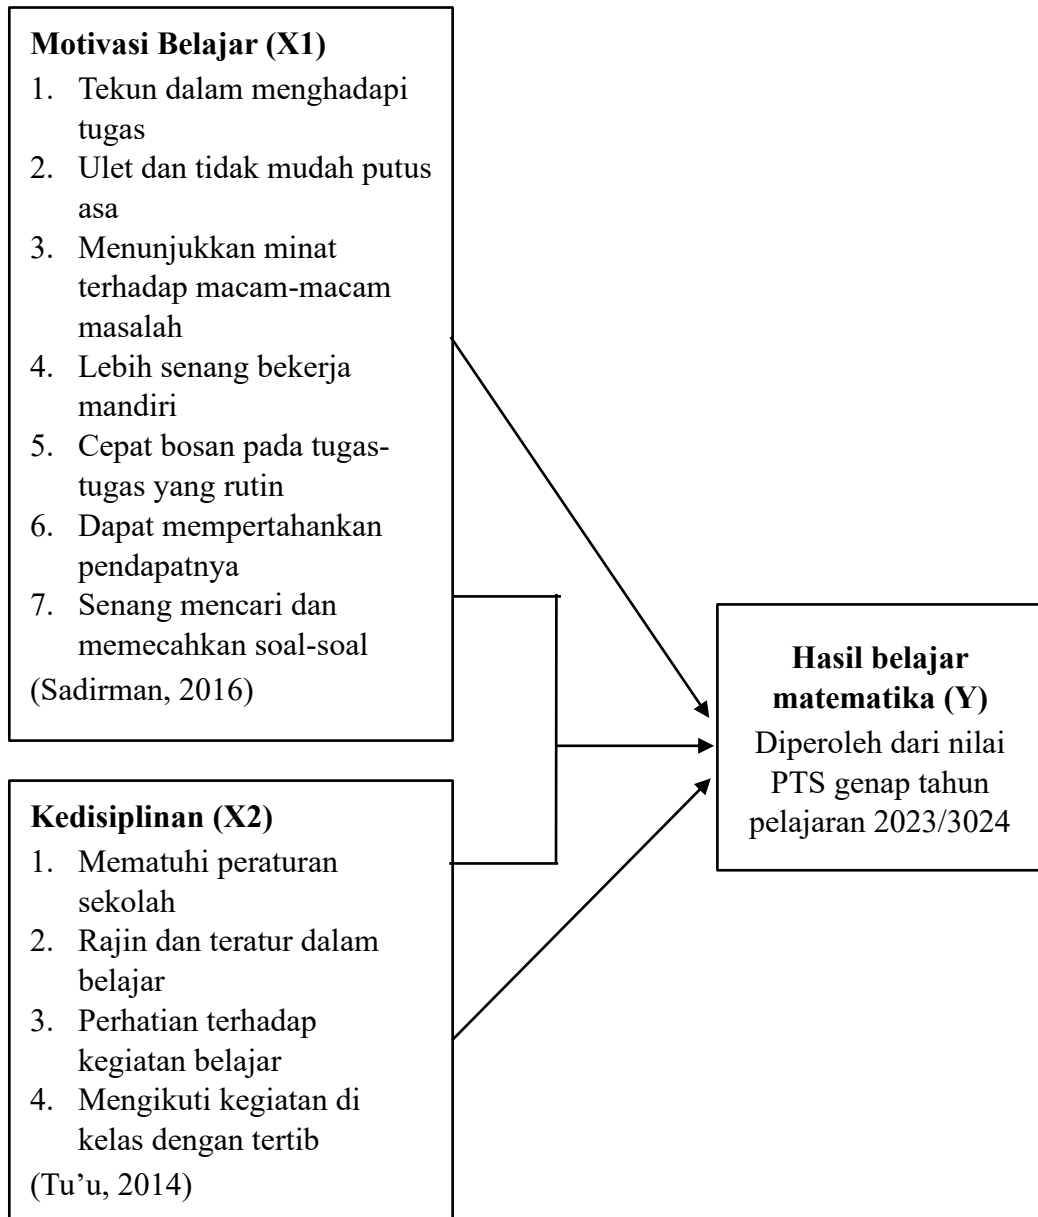 Motivasi Belajar (X1)
1. Tekun dalam menghadapi
tugas
2. Ulet dan tidak mudah putus
asa
3. Menunjukkan minat
terhadap macam-macam
masalah
4. Lebih senang bekerja
mandiri
5. Cepat bosan pada tugas-
tugas yang rutin
6. Dapat mempertahankan
pendapatnya
7. Senang mencari dan
memecahkan soal-soal
(Sadirman, 2016)
Kedisiplinan (X2)
1. Mematuhi peraturan
sekolah
2. Rajin dan teratur dalam
belajar
3. Perhatian terhadap
kegiatan belajar
4. Mengikuti kegiatan di
kelas dengan tertib
(Tu’u, 2014)
Hasil belajar
matematika (Y)
Diperoleh dari nilai
PTS genap tahun
pelajaran 2023/3024